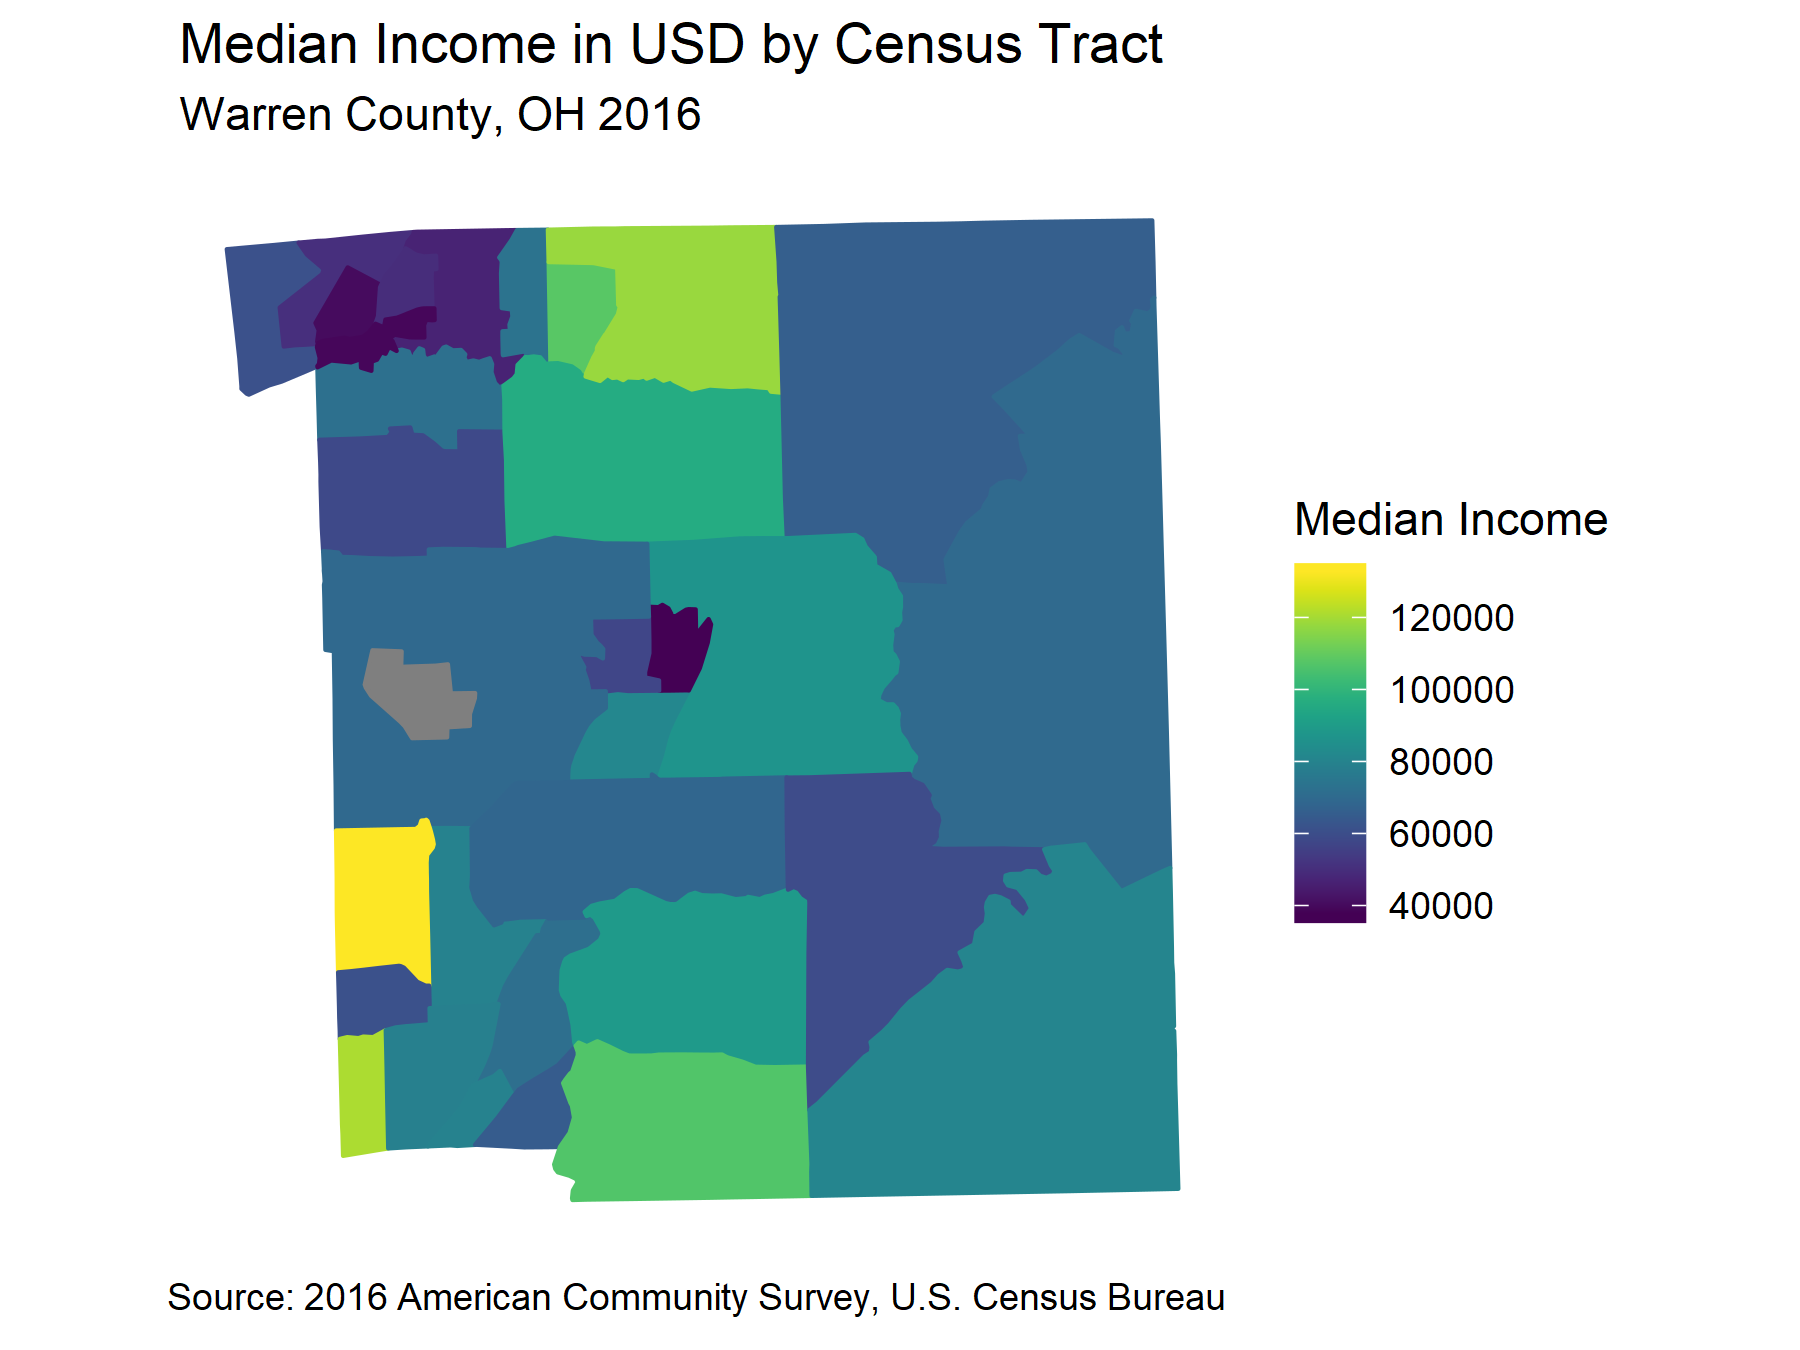 Median Income in USD by Census Tract
Warren County, OH 2016
Median Income
120000
100000
80000
60000
40000
Source: 2016 American Community Survey, U.S. Census Bureau